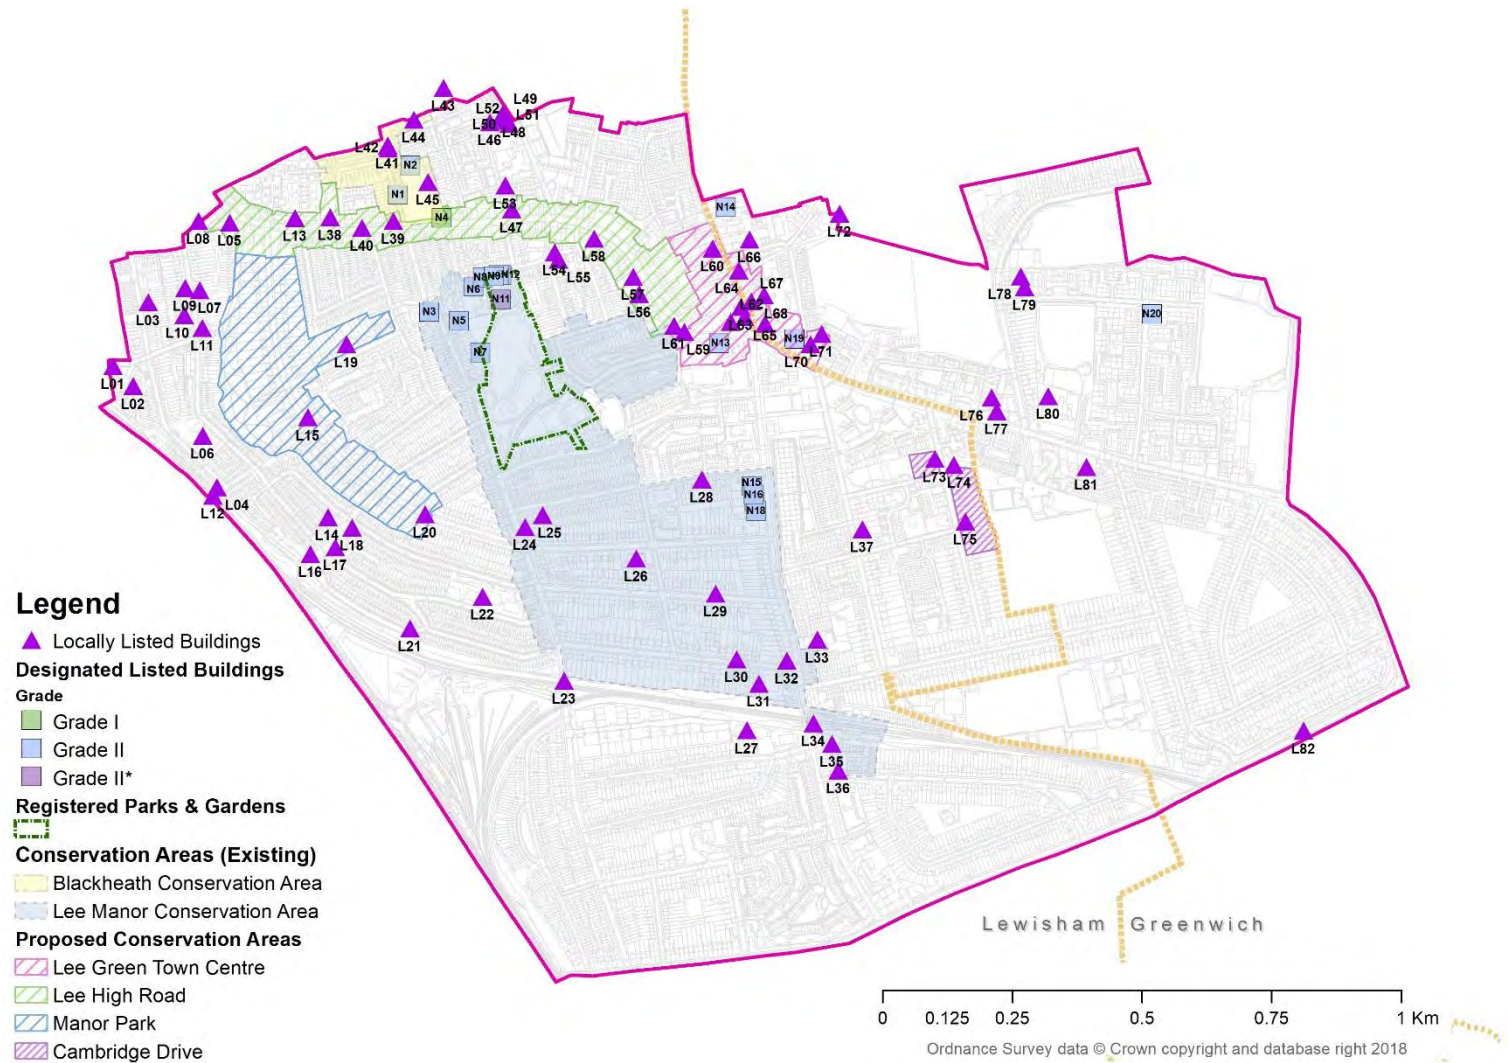 L43
L49
L52
L51
L50
L48
L46
L44
L42
L41
N2
N1
L45
N4
L53
L47
L08
L05
L13
L38
L40
L39
N14
L72
L66
L60
L58
L54
L55
L64
L57
L56
L67
L62
L68
L63
L65
L61
L59
N13
N19
L70
L71
L78
L79
N20
L09
L07
L03
L10
L11
L01
L02
L19
N8
N9
N12
N6
N11
N3
N5
N7
L15
L06
L04
L12
L20
L14
L18
L17
L16
L25
L24
L28
N15
N16
N18
L26
L29
L37
L73
L74
L75
L76
L77
L80
L81
L22
L21
L23
L30
L31
L32
L33
L27
L34
L35
L36
L82
Lewisham Greenwich
Legend
Locally Listed Buildings
Designated Listed Buildings
Grade
Grade I
Grade II
Grade II*
Registered Parks & Gardens
Conservation Areas (Existing)
Blackheath Conservation Area
Lee Manor Conservation Area
Proposed Conservation Areas
Lee Green Town Centre
Lee High Road
Manor Park
Cambridge Drive
0 0.125 0.25 0.5 0.75 1 Km
Ordnance Survey data © Crown copyright and database right 2018